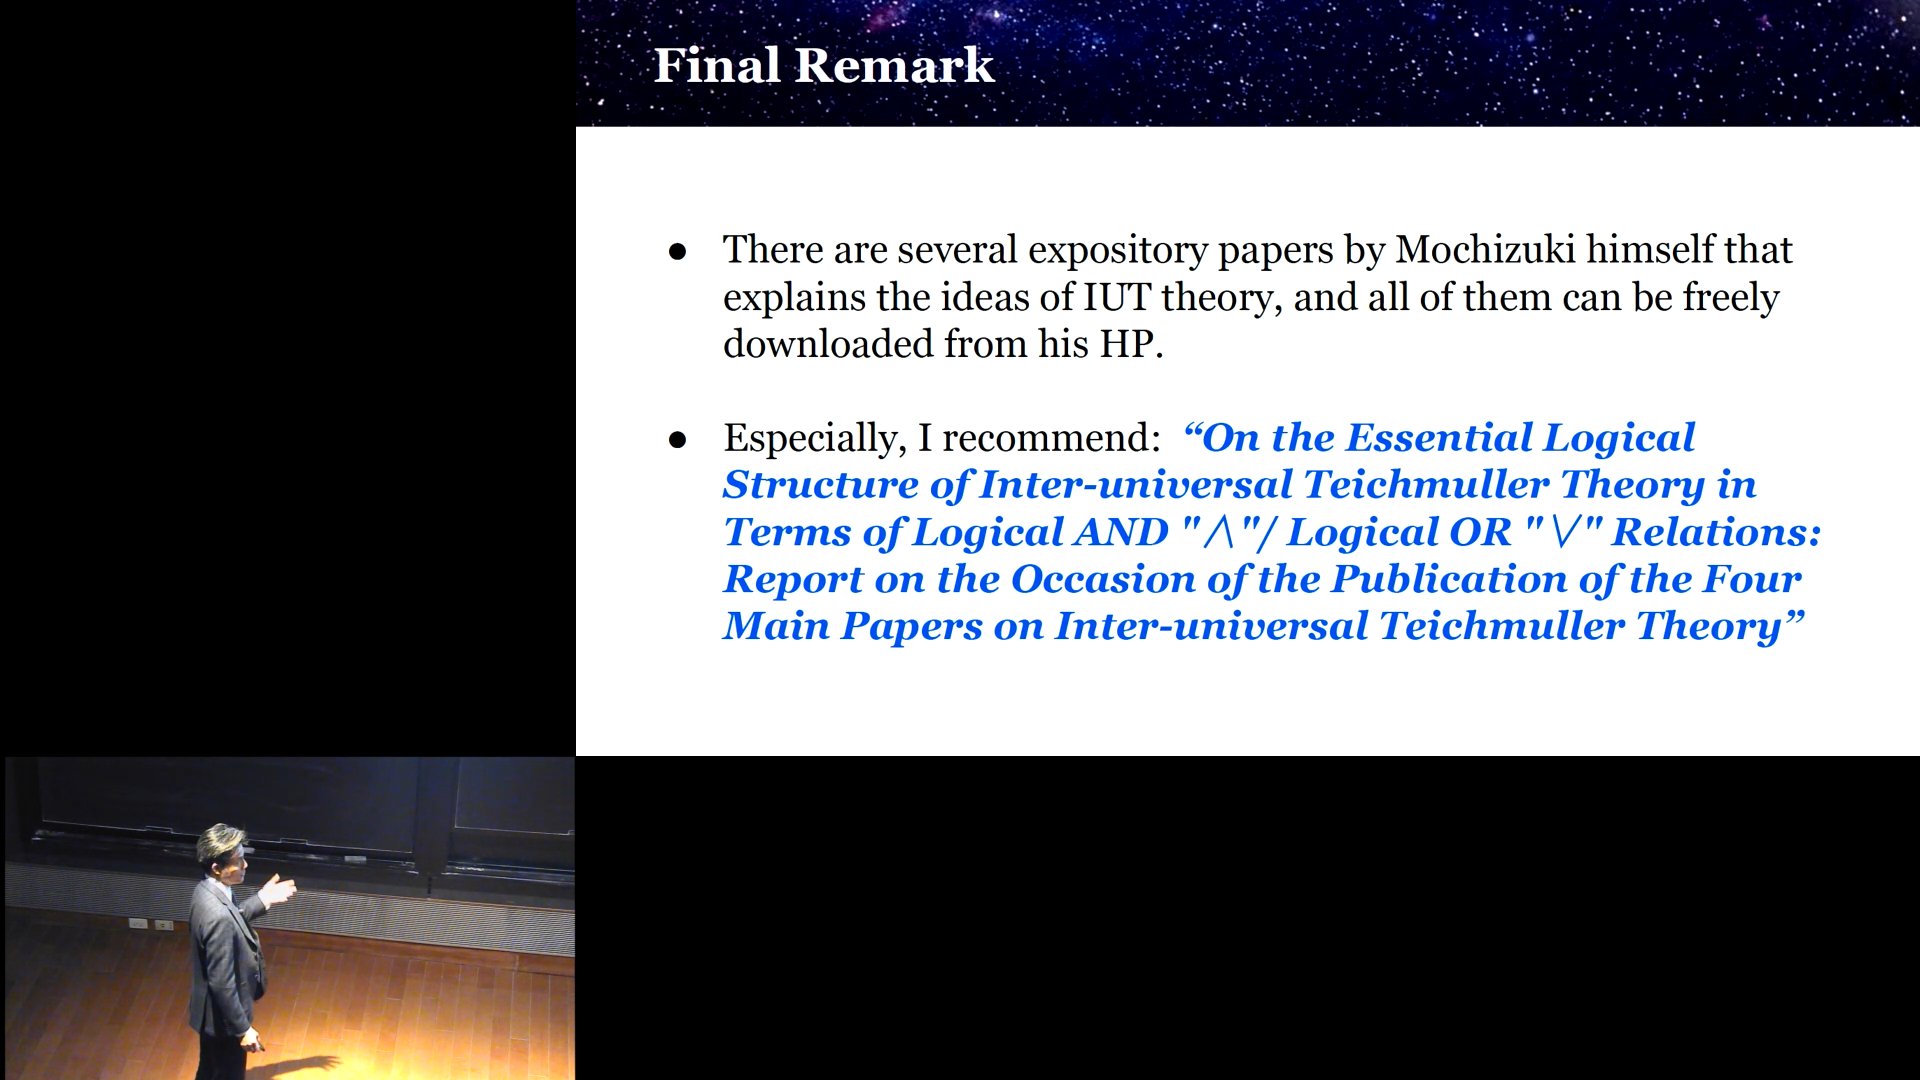 Final Remark
● There are several expository papers by Mochizuki himself that
explains the ideas of IUT theory, and all of them can be freely
downloaded from his HP.
● Especially, I recommend: “On the Essential Logical
Structure of Inter-universal Teichmuller Theory in
Terms of Logical AND "∧"/ Logical OR "∨" Relations:
Report on the Occasion of the Publication of the Four
Main Papers on Inter-universal Teichmuller Theory”